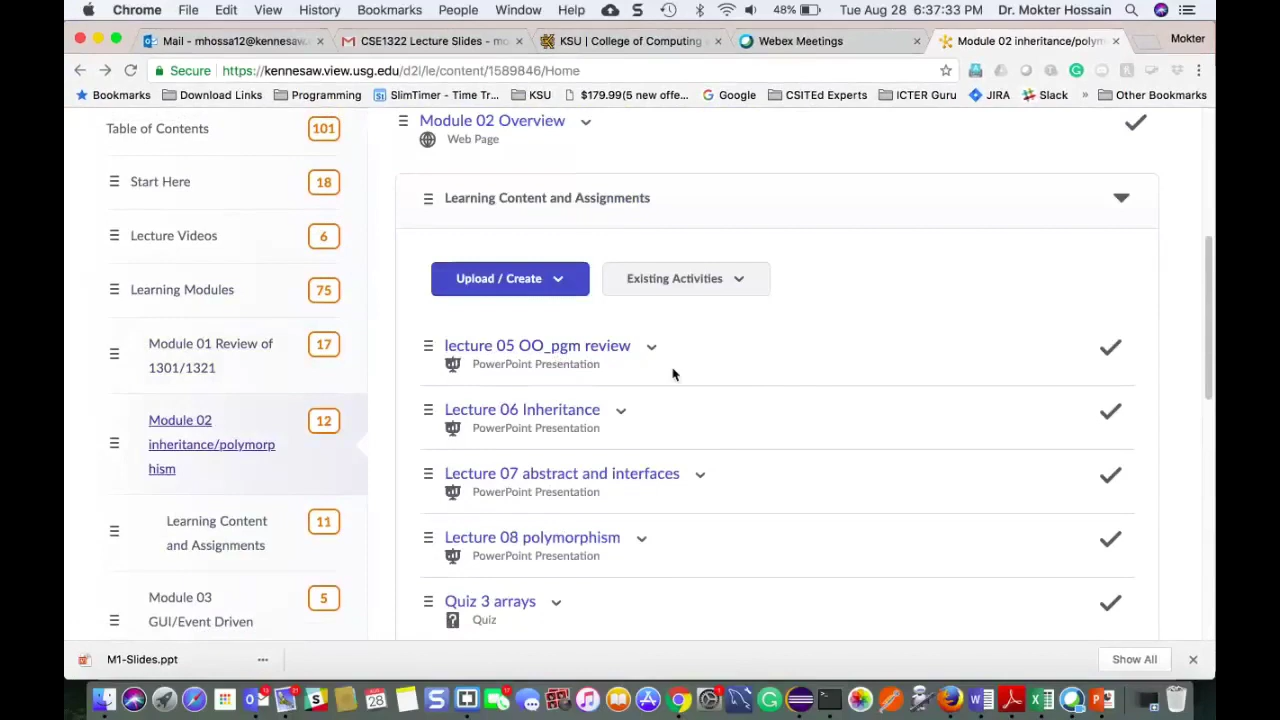 Chrome File Edit View History Bookmarks People Window Help 48% Tue Aug 28 6:37:33 PM Dr. Mokter Hossain
Mail - mhossa12@kennesaw. CSE1322 Lecture Slides - mo KSU | College of Computing Webex Meetings Module 02 inheritance/polym Mokter
Secure https://kennesaw.view.usg.edu/d2l/le/content/1589846/Home
Bookmarks Download Links Programming SlimTimer - Time Tr... KSU $179.99(5 new offe... Google CSITEd Experts ICTER Guru JIRA Slack » Other Bookmarks
Table of Contents 101
Start Here 18
Lecture Videos 6
Learning Modules 75
Module 01 Review of 17
1301/1321
Module 02 12
inheritance/polymorp
hism
Learning Content 11
and Assignments
Module 03 5
GUI/Event Driven
Module 02 Overview
Web Page
Learning Content and Assignments
Upload / Create Existing Activities
lecture 05 OO_pgm review
PowerPoint Presentation
Lecture 06 Inheritance
PowerPoint Presentation
Lecture 07 abstract and interfaces
PowerPoint Presentation
Lecture 08 polymorphism
PowerPoint Presentation
Quiz 3 arrays
Quiz
M1-Slides.ppt Show All